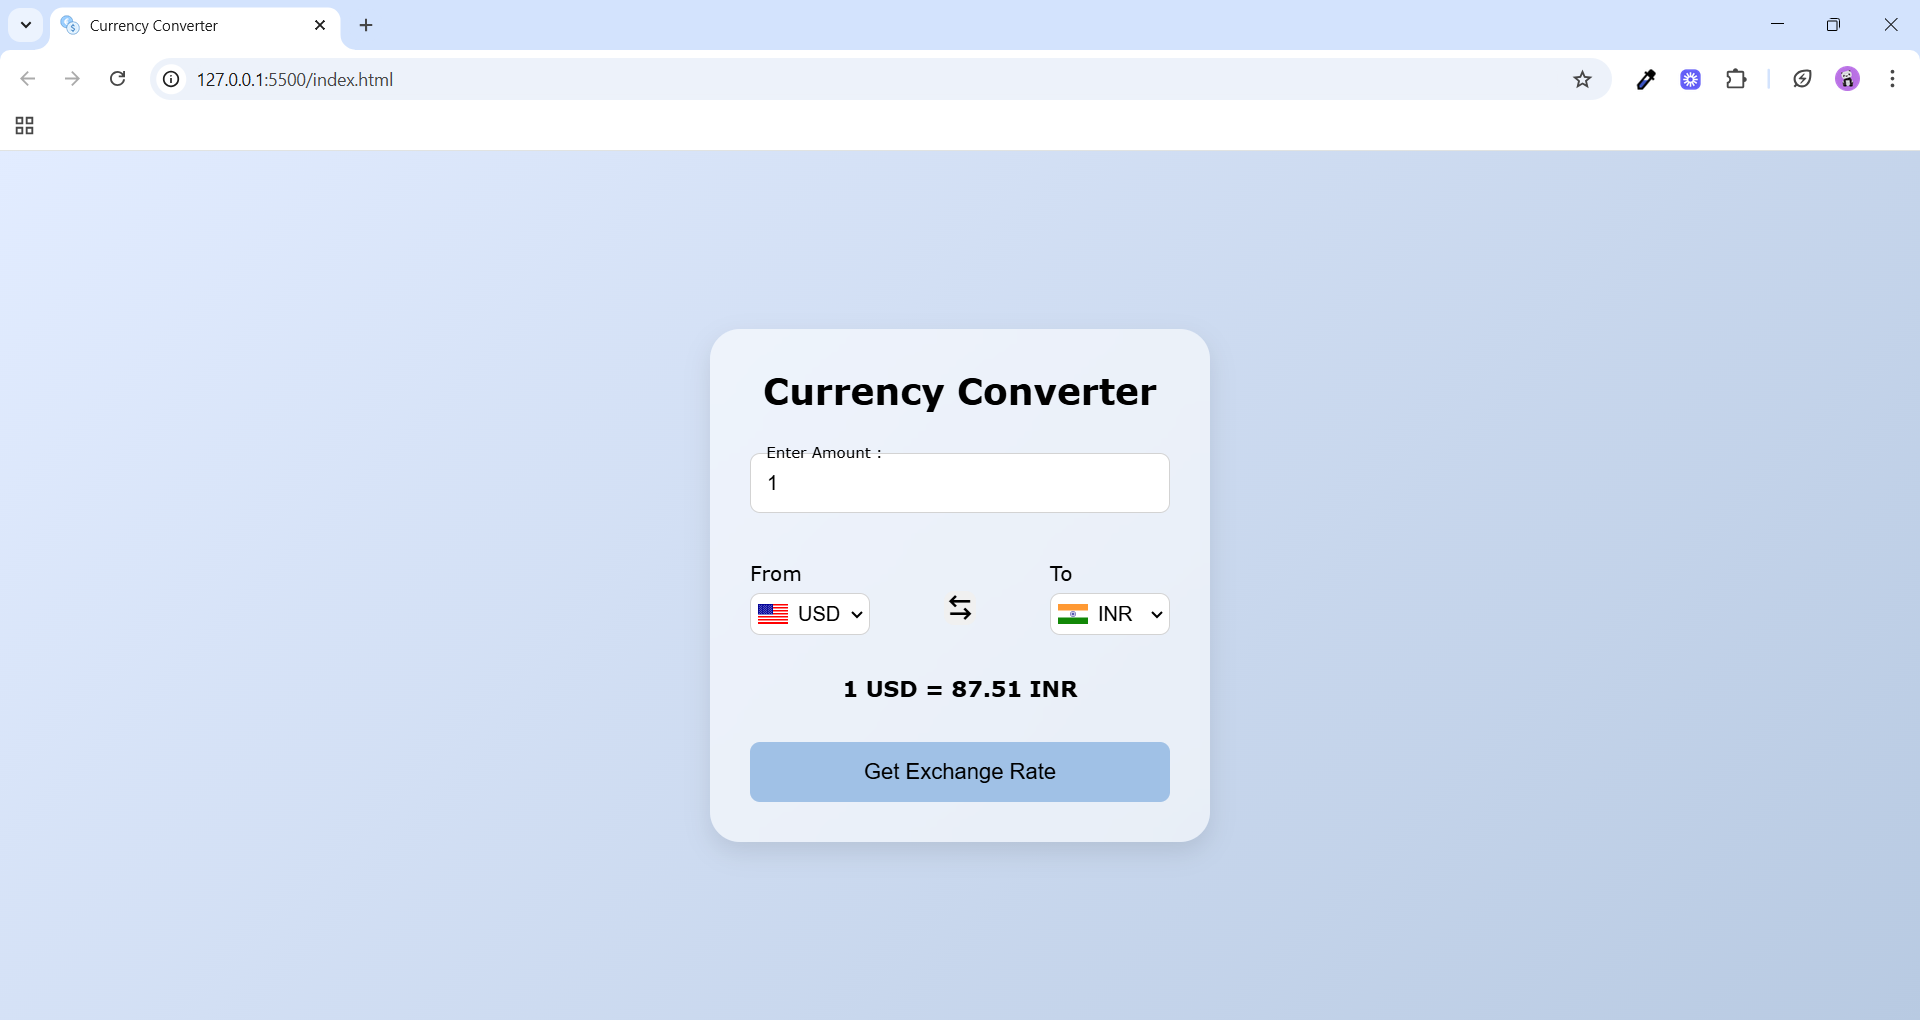 Currency Converter
127.0.0.1:5500/index.html
Currency Converter
Enter Amount :
1
From
To
USD
INR
1 USD = 87.51 INR
Get Exchange Rate